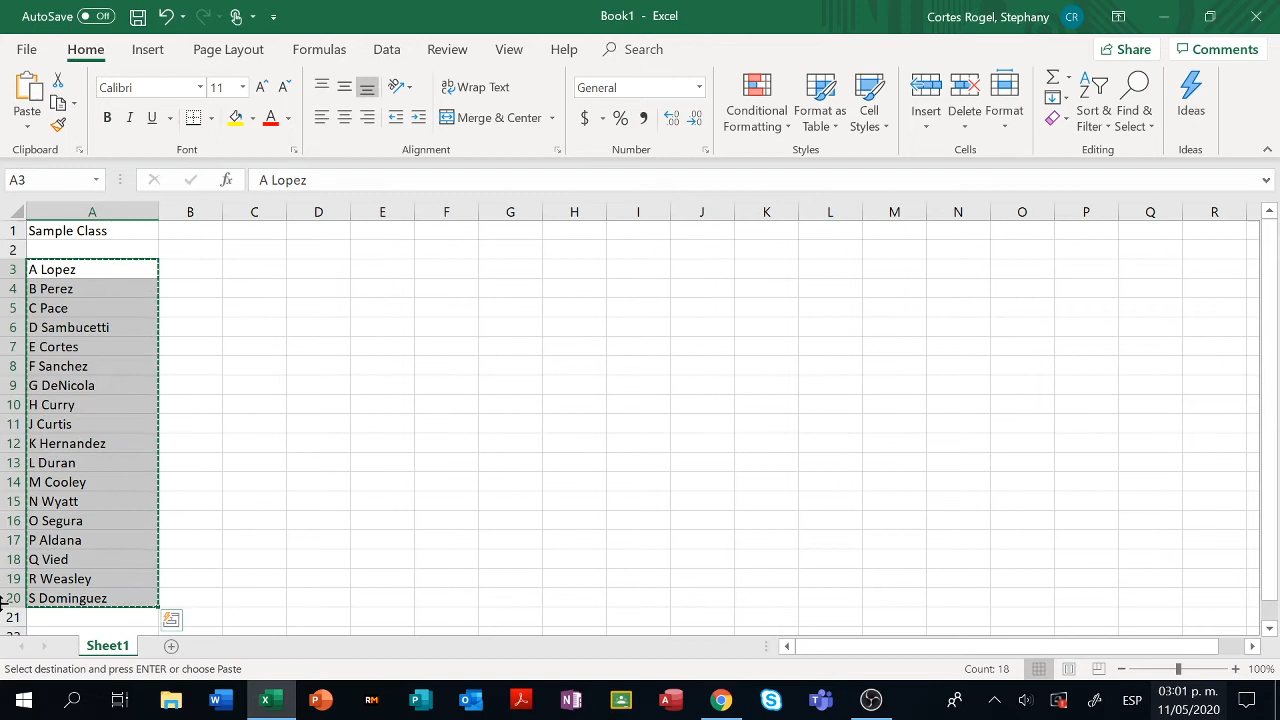 AutoSave Off Book1 - Excel Cortes Rogel, Stephany CR
File Home Insert Page Layout Formulas Data Review View Help Search Share Comments
Paste
Clipboard
Calibri 11
B I U
Font
Wrap Text
Merge & Center
Alignment
General
$ % ,
Number
Conditional Formatting
Format as Table
Cell Styles
Styles
Insert Delete Format
Cells
Sort & Filter
Find & Select
Editing
Ideas
Ideas
A3 fx A Lopez
A B C D E F G H I J K L M N O P Q R
1 Sample Class
2
3 A Lopez
4 B Perez
5 C Pace
6 D Sambucetti
7 E Cortes
8 F Sanchez
9 G DeNicola
10 H Curry
11 J Curtis
12 K Hernandez
13 L Duran
14 M Cooley
15 N Wyatt
16 O Segura
17 P Aldana
18 Q Vied
19 R Weasley
20 S Dominguez
21
Sheet1
Select destination and press ENTER or choose Paste Count: 18 100%
ESP 03:01 p. m.
11/05/2020